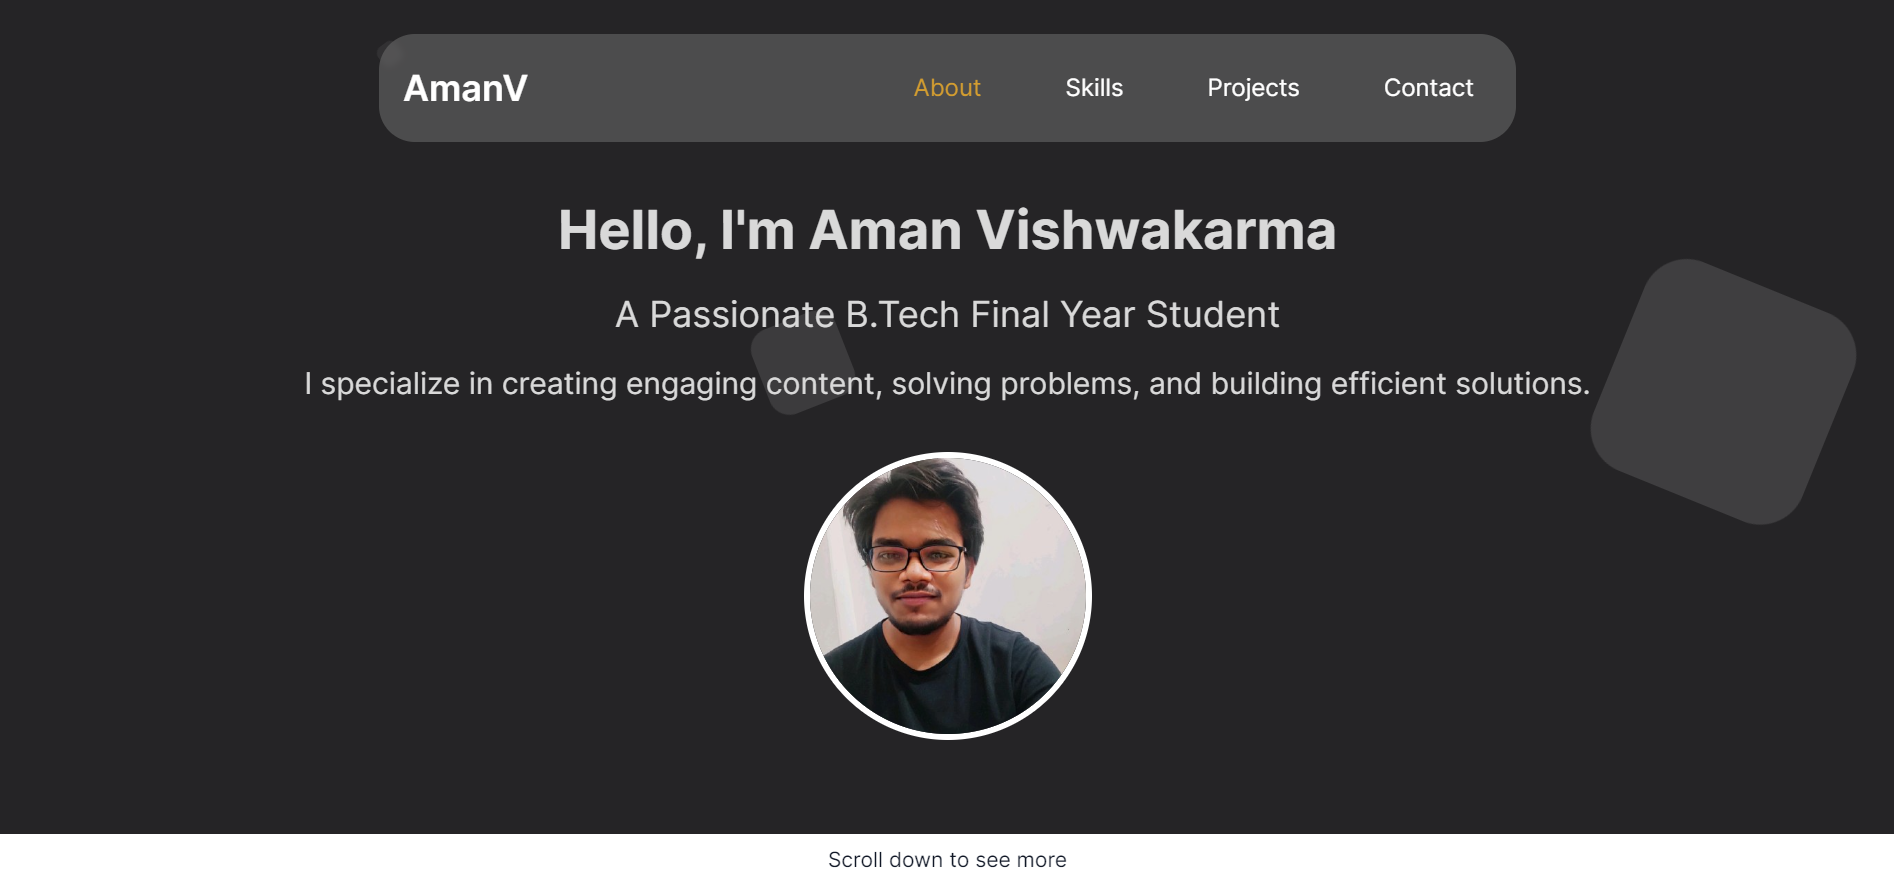 AmanV About Skills Projects Contact
Hello, I'm Aman Vishwakarma
A Passionate B.Tech Final Year Student
I specialize in creating engaging content, solving problems, and building efficient solutions.
Scroll down to see more